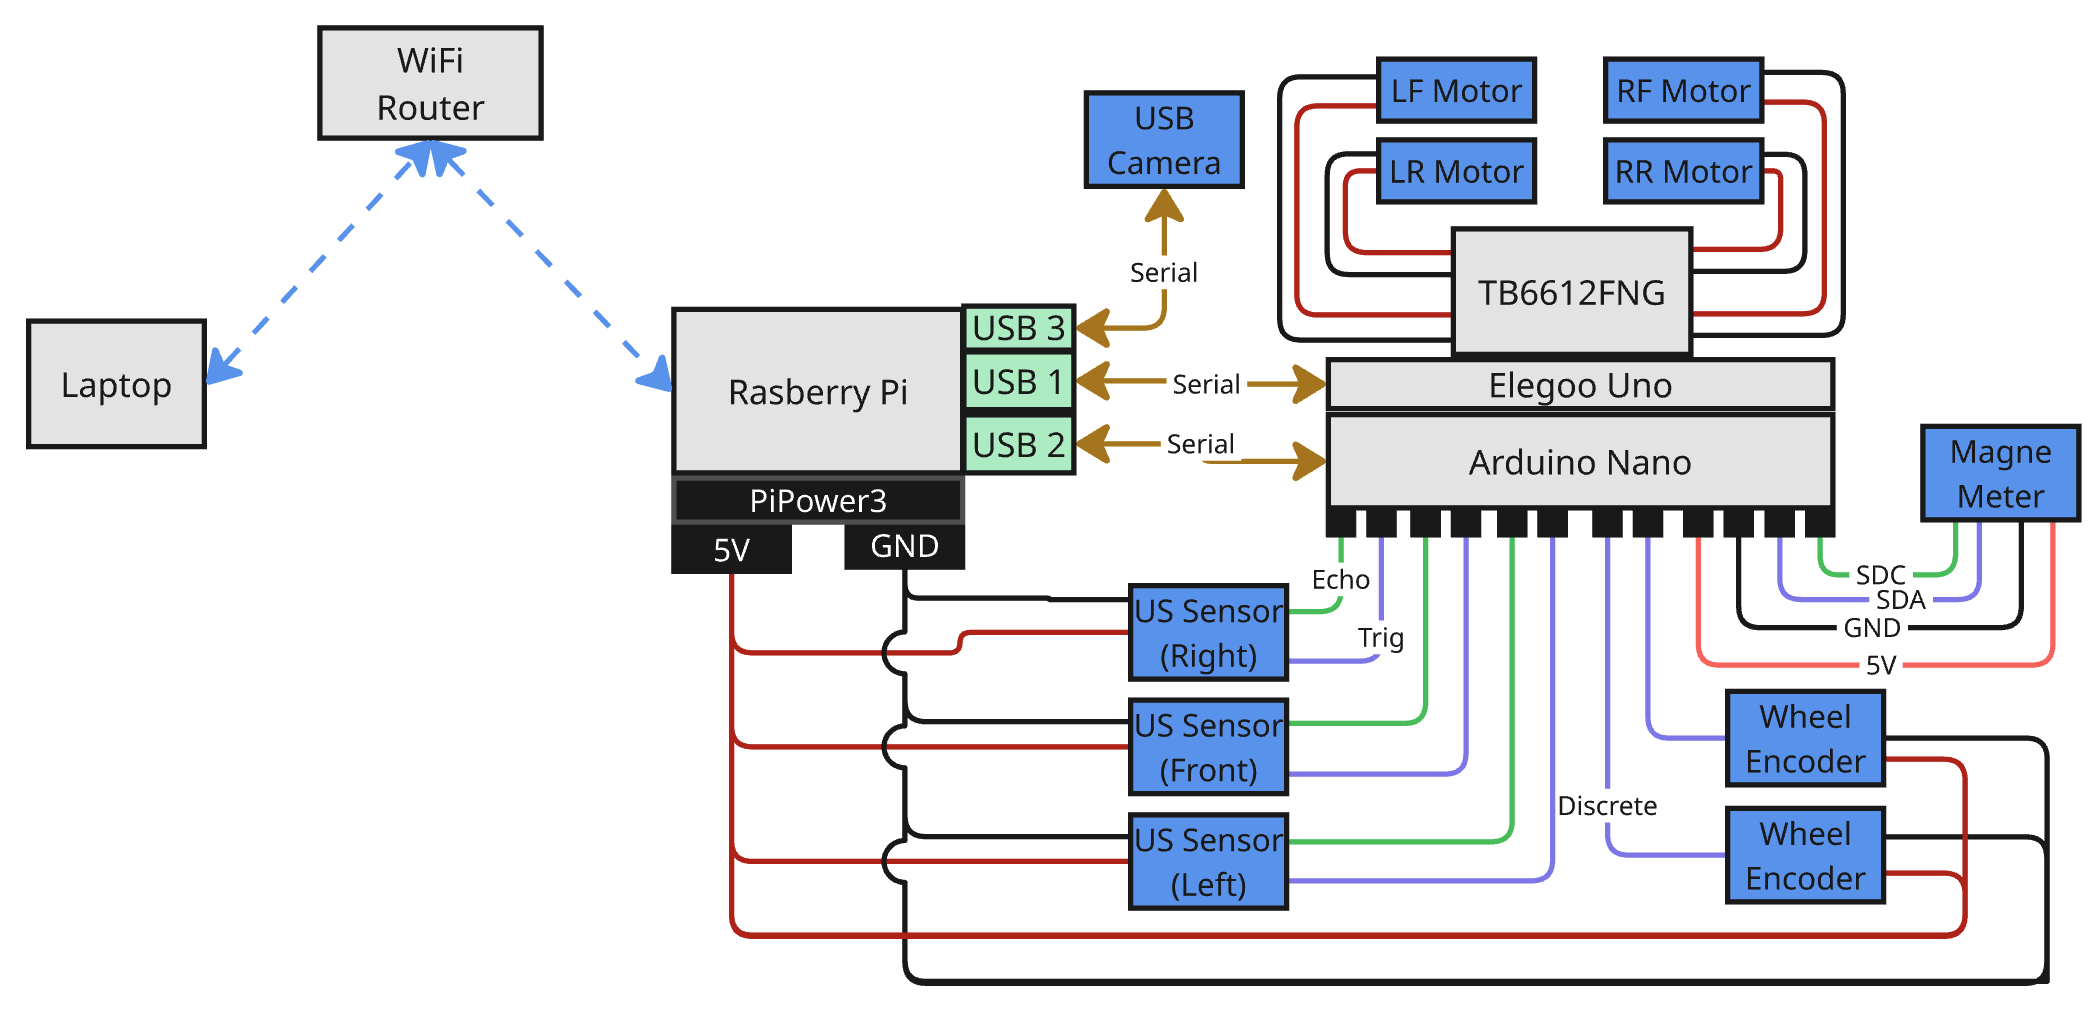 WiFi
Router
Laptop
USB
Camera
Serial
Rasberry Pi
USB 3
USB 1
USB 2
Serial
Serial
PiPower3
5V
GND
LF Motor
RF Motor
LR Motor
RR Motor
TB6612FNG
Elegoo Uno
Arduino Nano
Magne
Meter
Echo
Trig
SDC
SDA
GND
5V
US Sensor
(Right)
US Sensor
(Front)
US Sensor
(Left)
Discrete
Wheel
Encoder
Wheel
Encoder